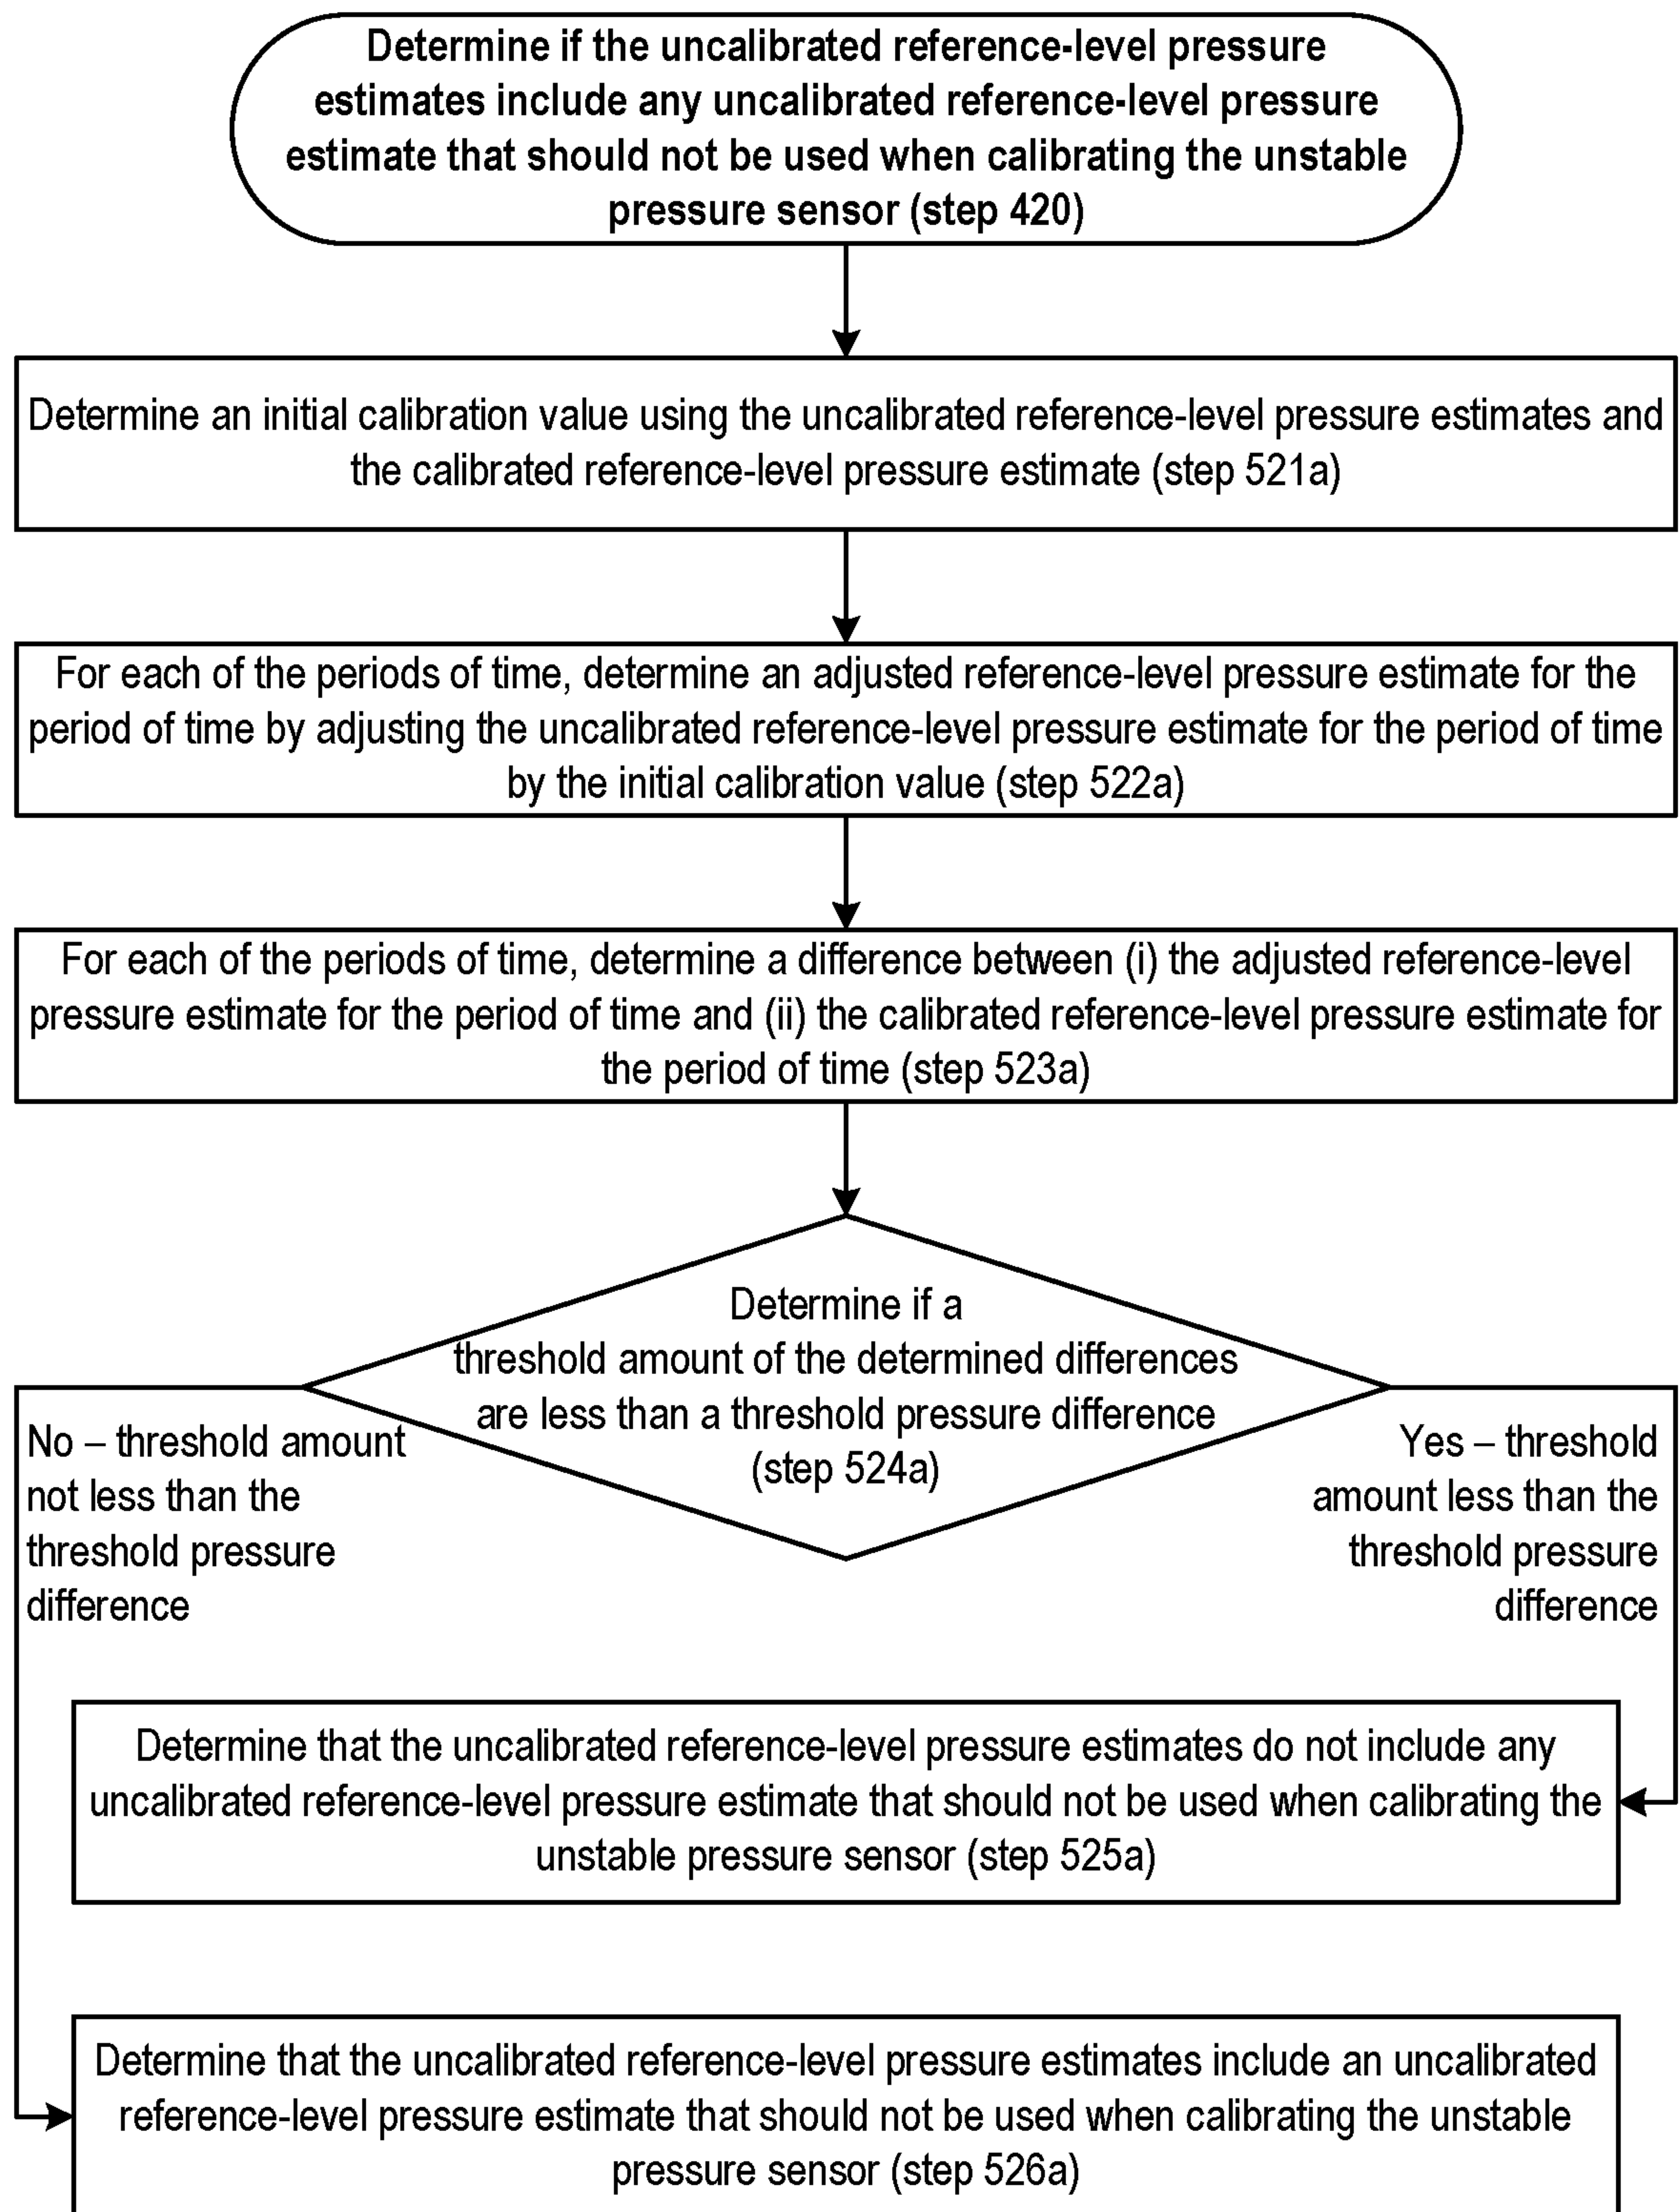 Determine if the uncalibrated reference-level pressure
estimates include any uncalibrated reference-level pressure
estimate that should not be used when calibrating the unstable
pressure sensor (step 420)
Determine an initial calibration value using the uncalibrated reference-level pressure estimates and
the calibrated reference-level pressure estimate (step 521a)
For each of the periods of time, determine an adjusted reference-level pressure estimate for the
period of time by adjusting the uncalibrated reference-level pressure estimate for the period of time
by the initial calibration value (step 522a)
For each of the periods of time, determine a difference between (i) the adjusted reference-level
pressure estimate for the period of time and (ii) the calibrated reference-level pressure estimate for
the period of time (step 523a)
Determine if a
threshold amount of the determined differences
are less than a threshold pressure difference
(step 524a)
No – threshold amount
not less than the
threshold pressure
difference
Yes – threshold
amount less than the
threshold pressure
difference
Determine that the uncalibrated reference-level pressure estimates do not include any
uncalibrated reference-level pressure estimate that should not be used when calibrating the
unstable pressure sensor (step 525a)
Determine that the uncalibrated reference-level pressure estimates include an uncalibrated
reference-level pressure estimate that should not be used when calibrating the unstable
pressure sensor (step 526a)